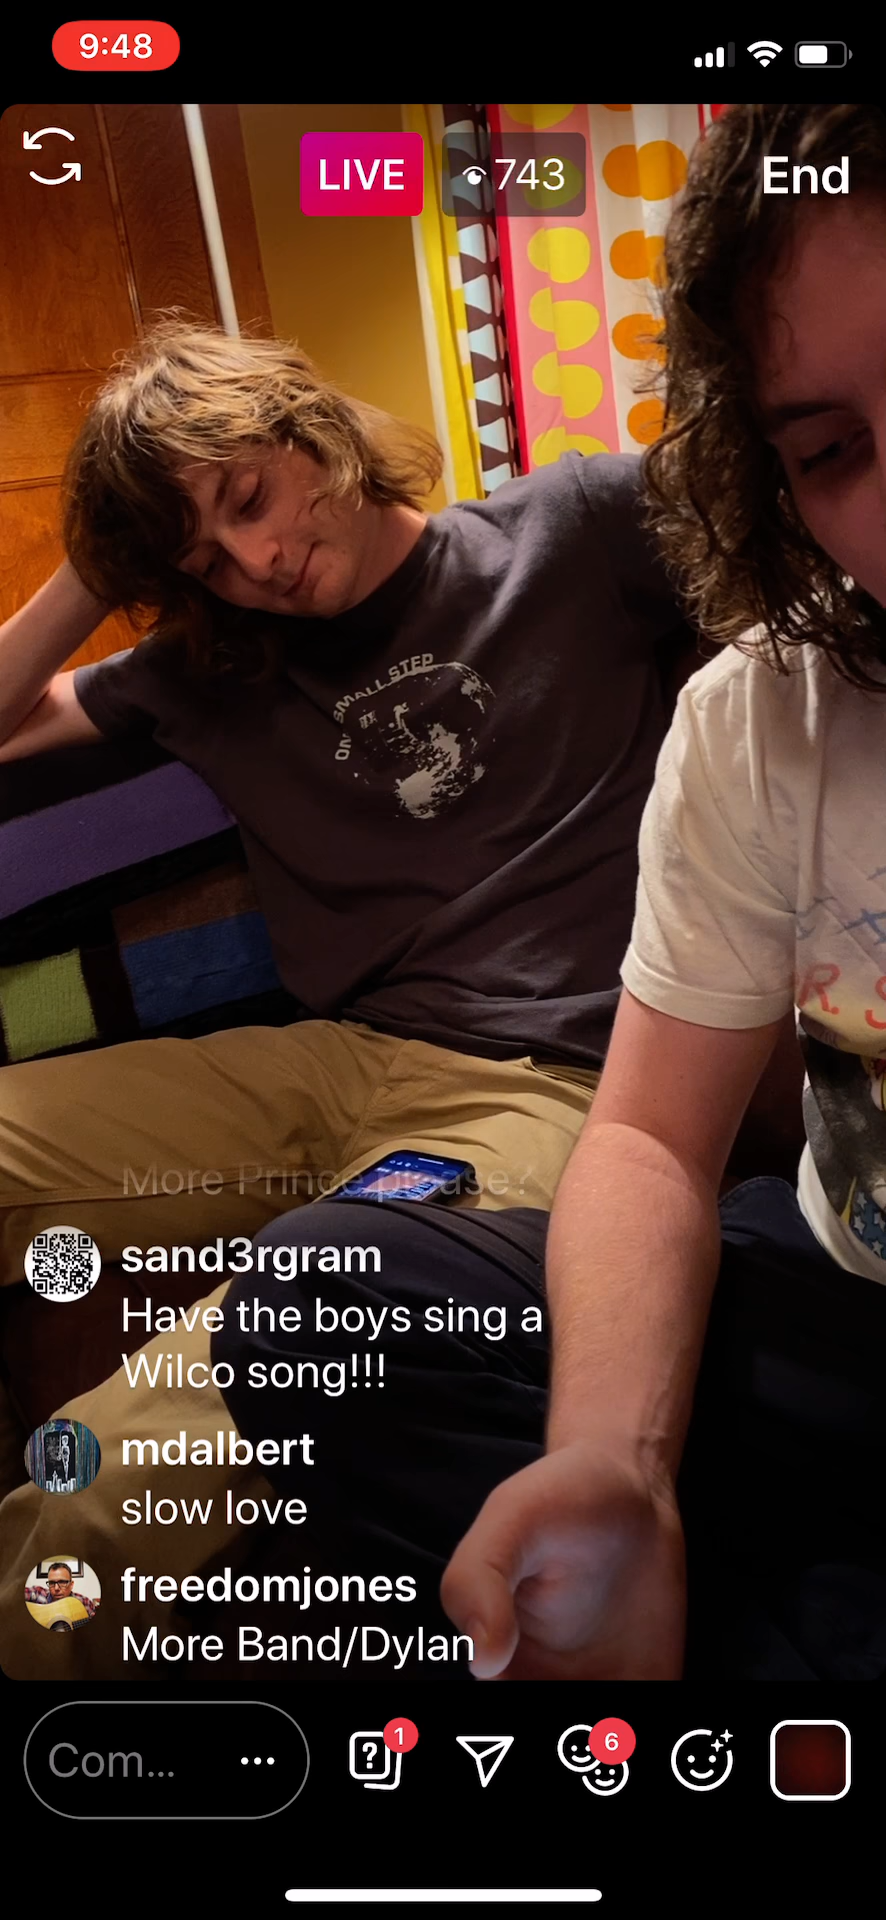 9:48
LIVE
743
End
ON
SMALL STEP
R. S
More Prince please?
sand3rgram
Have the boys sing a
Wilco song!!!
mdalbert
slow love
freedomjones
More Band/Dylan
Com...
1
6